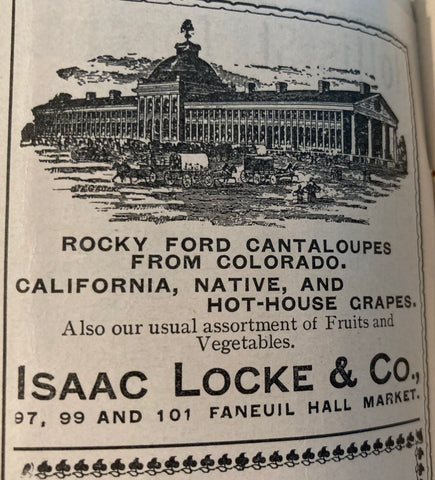 ROCKY FORD CANTALOUPES
FROM COLORADO.
CALIFORNIA, NATIVE, AND
HOT-HOUSE GRAPES.
Also our usual assortment of Fruits and
Vegetables.
ISAAC LOCKE & CO.,
97, 99 AND 101 FANEUIL HALL MARKET.